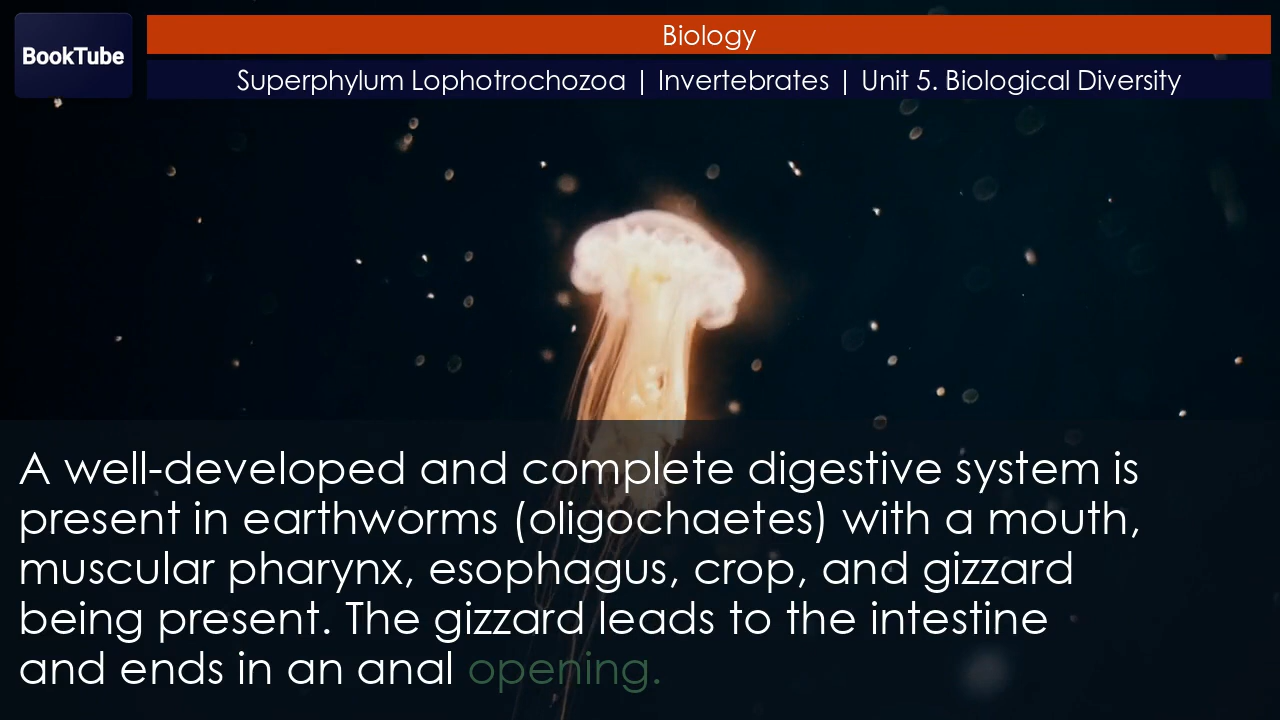 BookTube
Biology
Superphylum Lophotrochozoa | Invertebrates | Unit 5. Biological Diversity
A well-developed and complete digestive system is
present in earthworms (oligochaetes) with a mouth,
muscular pharynx, esophagus, crop, and gizzard
being present. The gizzard leads to the intestine
and ends in an anal opening.